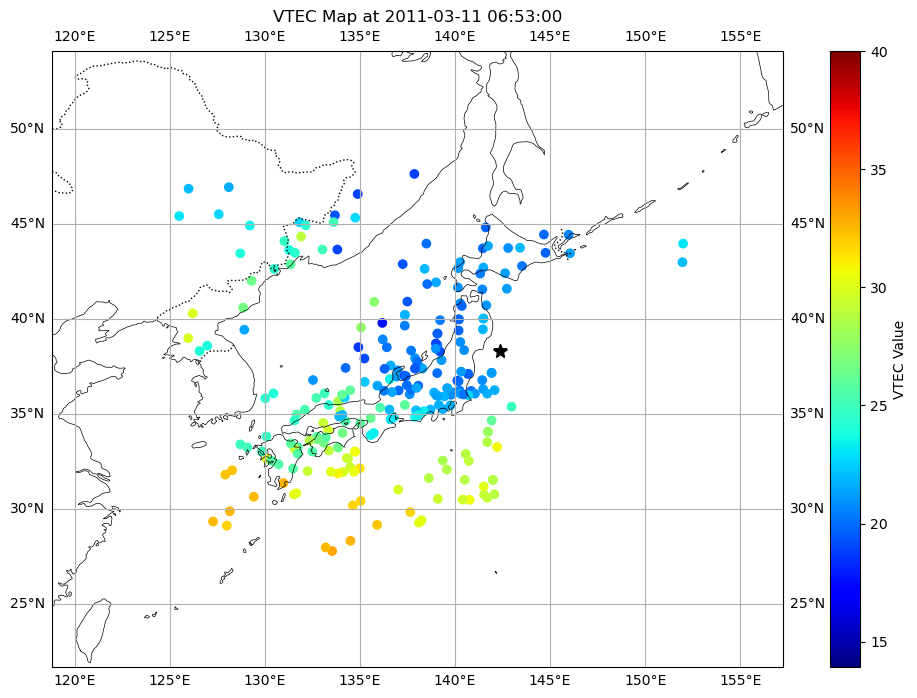 VTEC Map at 2011-03-11 06:53:00
120°E 125°E 130°E 135°E 140°E 145°E 150°E 155°E
50°N 50°N
45°N 45°N
40°N 40°N
35°N 35°N
30°N 30°N
25°N 25°N
120°E 125°E 130°E 135°E 140°E 145°E 150°E 155°E
40
35
30
25
20
15
VTEC Value